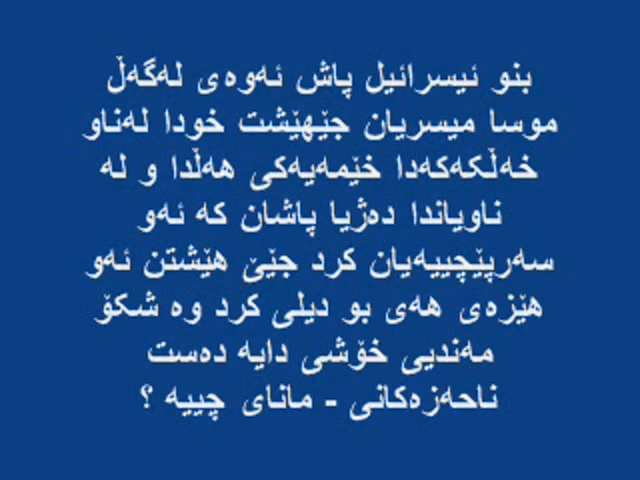 بنو ئیسرائیل پاش ئەوەی لەگەڵ
موسا میسریان جێهێشت خودا لەناو
خەڵکەکەدا خێمەیەکی هەڵدا و لە
ناویاندا دەژیا پاشان کە ئەو
سەرپێچییەیان کرد جێێ هێشتن ئەو
هێزەی هەی بو دیلی کرد وە شکۆ
مەندیی خۆشی دایە دەست
ناحەزەکانی - مانای چییە ؟